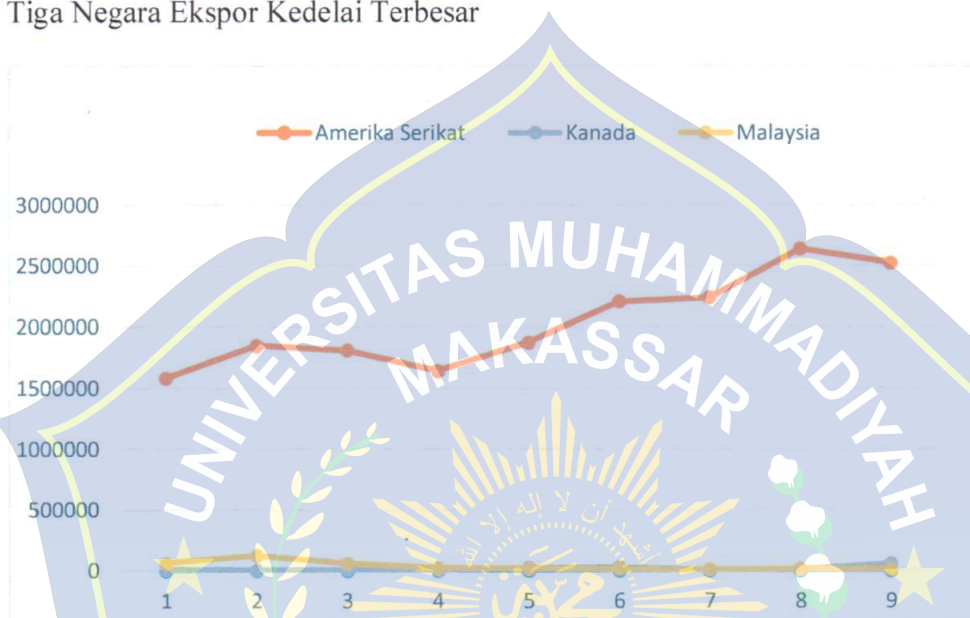 Tiga Negara Ekspor Kedelai Terbesar
Amerika Serikat Kanada Malaysia
3000000
2500000
2000000
1500000
1000000
500000
0
1 2 3 4 5 6 7 8 9
UNIVERSITAS MUHAMMADIYAH
MAKASSAR